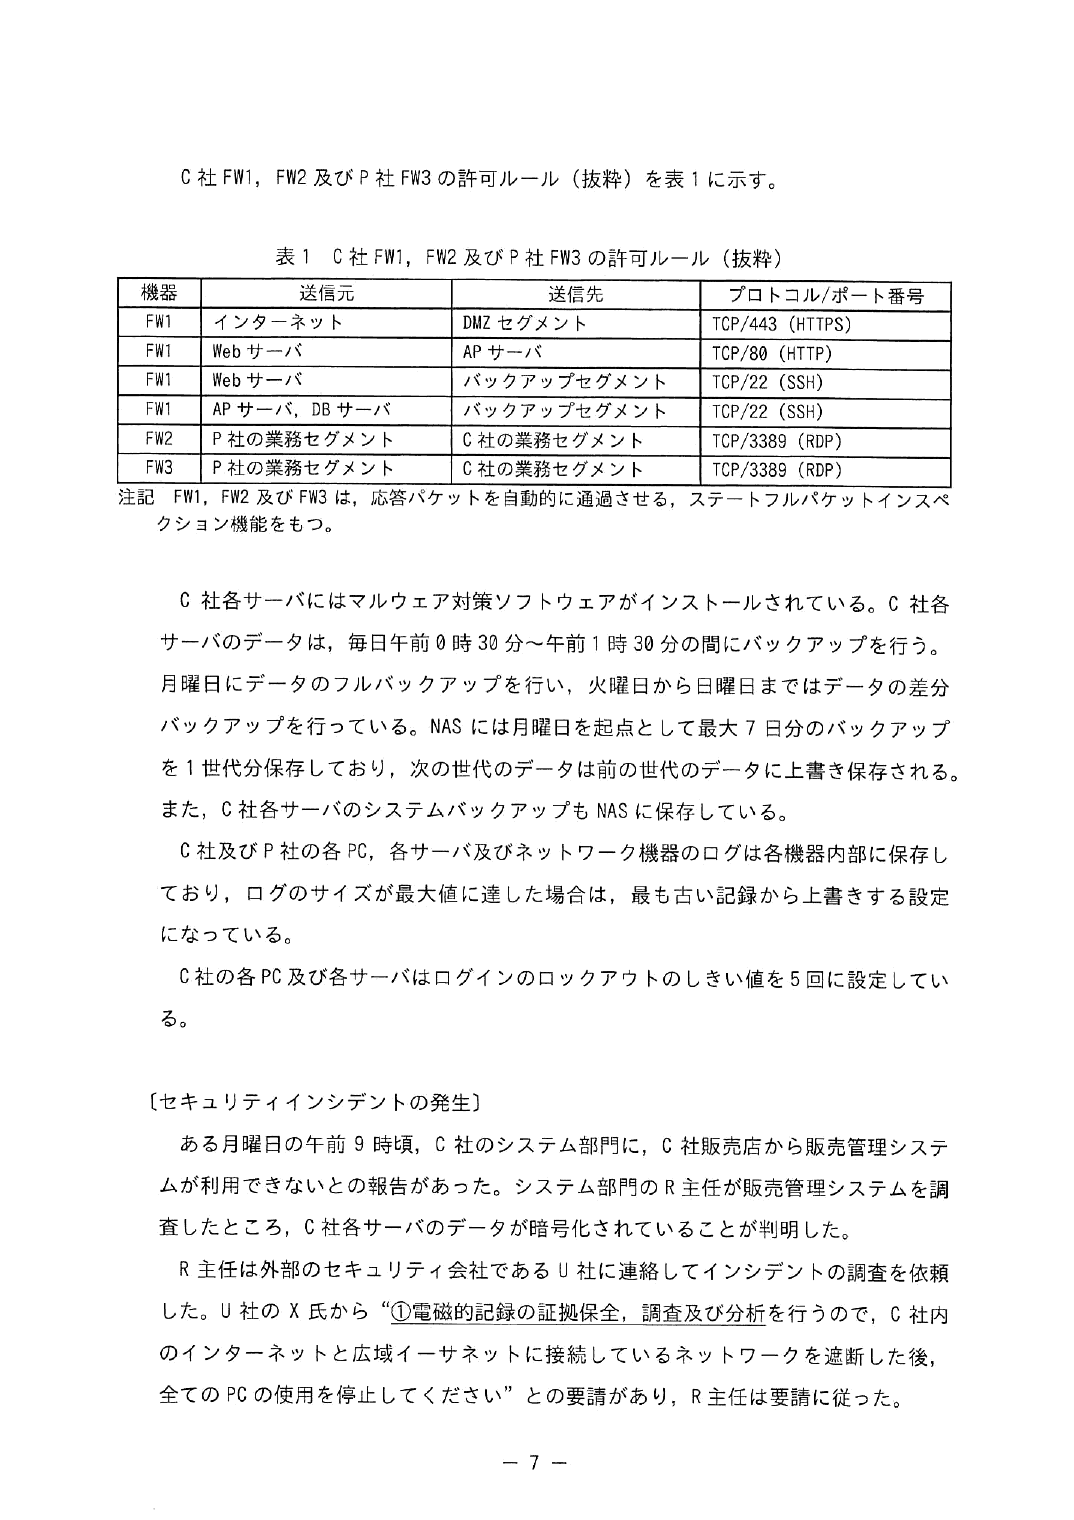 C 社 FW1，FW2 及び P 社 FW3 の許可ルール（抜粋）を表 1 に示す。
表 1　C 社 FW1，FW2 及び P 社 FW3 の許可ルール（抜粋）
機器 送信元 送信先 プロトコル/ポート番号
FW1 インターネット DMZ セグメント TCP/443（HTTPS）
FW1 Web サーバ AP サーバ TCP/80（HTTP）
FW1 Web サーバ バックアップセグメント TCP/22（SSH）
FW1 AP サーバ，DB サーバ バックアップセグメント TCP/22（SSH）
FW2 P 社の業務セグメント C 社の業務セグメント TCP/3389（RDP）
FW3 P 社の業務セグメント C 社の業務セグメント TCP/3389（RDP）
注記　FW1，FW2 及び FW3 は，応答パケットを自動的に通過させる，ステートフルパケットインスペ
クション機能をもつ。
C 社各サーバにはマルウェア対策ソフトウェアがインストールされている。C 社各
サーバのデータは，毎日午前 0 時 30 分～午前 1 時 30 分の間にバックアップを行う。
月曜日にデータのフルバックアップを行い，火曜日から日曜日まではデータの差分
バックアップを行っている。NAS には月曜日を起点として最大 7 日分のバックアップ
を 1 世代分保存しており，次の世代のデータは前の世代のデータに上書き保存される。
また，C 社各サーバのシステムバックアップも NAS に保存している。
C 社及び P 社の各 PC，各サーバ及びネットワーク機器のログは各機器内部に保存し
ており，ログのサイズが最大値に達した場合は，最も古い記録から上書きする設定
になっている。
C 社の各 PC 及び各サーバはログインのロックアウトのしきい値を 5 回に設定してい
る。
〔セキュリティインシデントの発生〕
ある月曜日の午前 9 時頃，C 社のシステム部門に，C 社販売店から販売管理システ
ムが利用できないとの報告があった。システム部門の R 主任が販売管理システムを調
査したところ，C 社各サーバのデータが暗号化されていることが判明した。
R 主任は外部のセキュリティ会社である U 社に連絡してインシデントの調査を依頼
した。U 社の X 氏から“①電磁的記録の証拠保全，調査及び分析を行うので，C 社内
のインターネットと広域イーサネットに接続しているネットワークを遮断した後，
全ての PC の使用を停止してください”との要請があり，R 主任は要請に従った。
－ 7 －